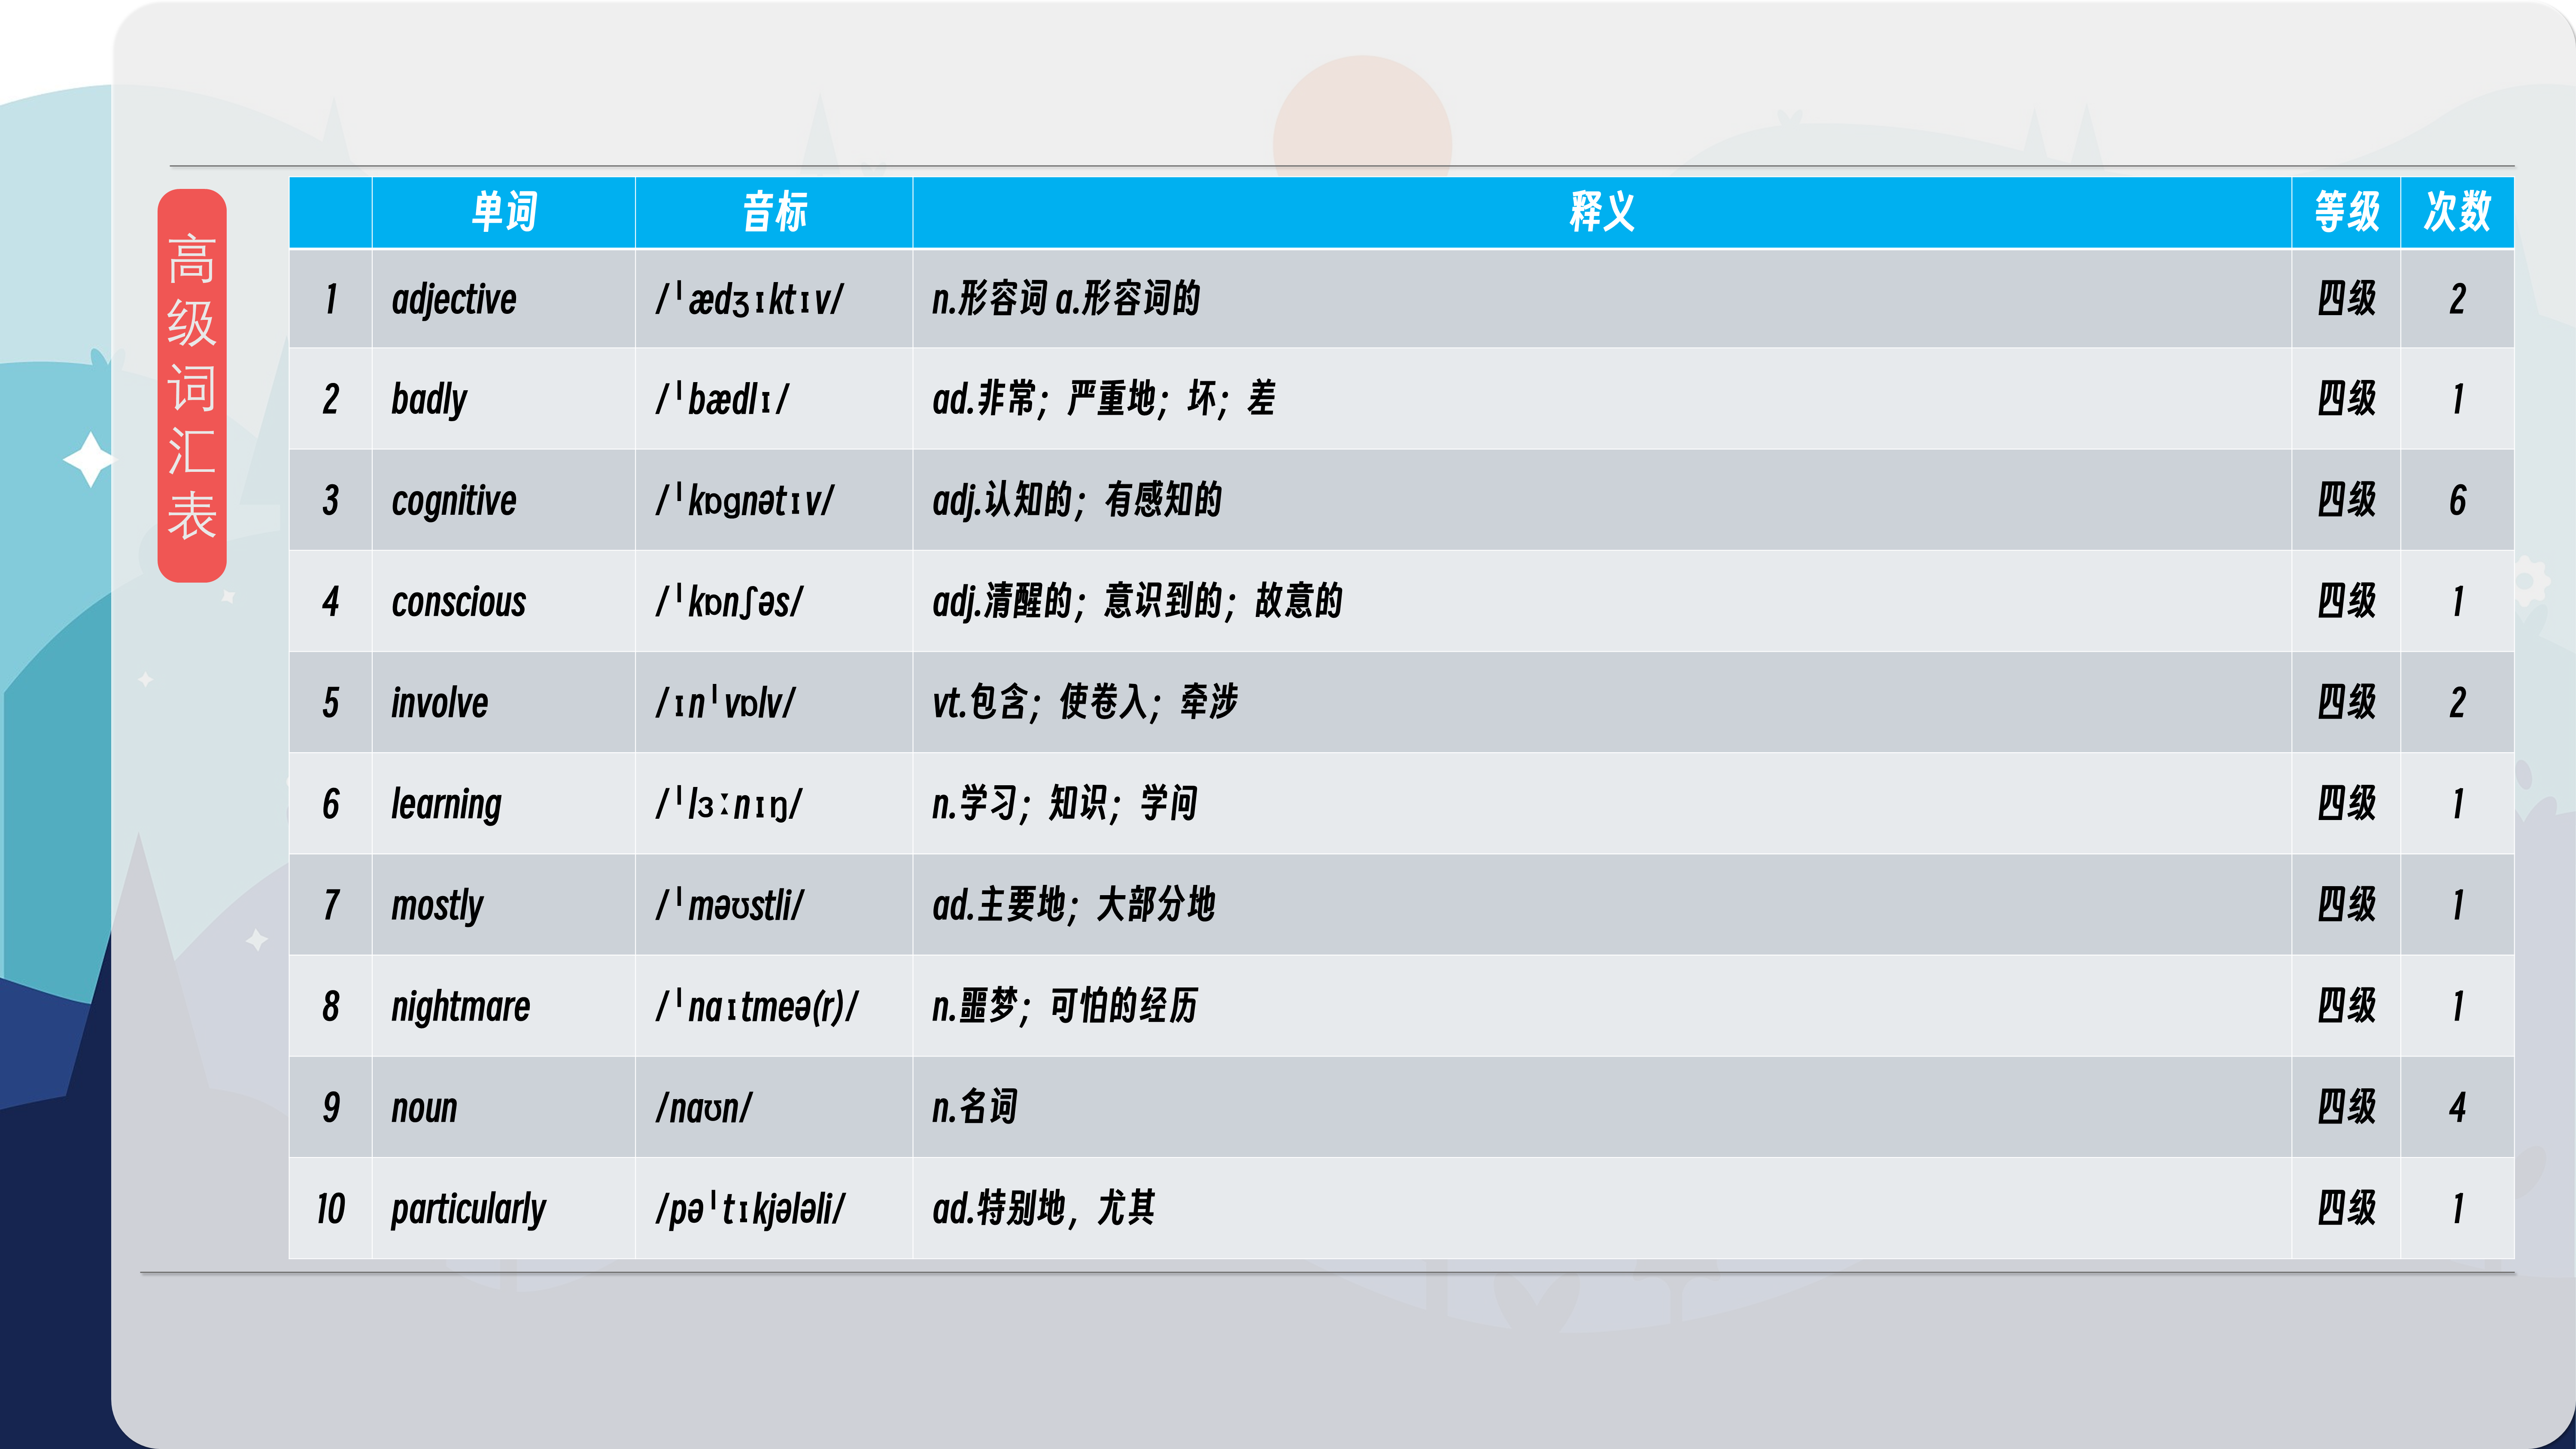 高级词汇表
单词 音标 释义 等级 次数
1 adjective /ˈædʒɪktɪv/ n.形容词 a.形容词的 四级 2
2 badly /ˈbædlɪ/ ad.非常；严重地；坏；差 四级 1
3 cognitive /ˈkɒgnətɪv/ adj.认知的；有感知的 四级 6
4 conscious /ˈkɒnʃəs/ adj.清醒的；意识到的；故意的 四级 1
5 involve /ɪnˈvɒlv/ vt.包含；使卷入；牵涉 四级 2
6 learning /ˈlɜːnɪŋ/ n.学习；知识；学问 四级 1
7 mostly /ˈməʊstli/ ad.主要地；大部分地 四级 1
8 nightmare /ˈnaɪtmeə(r)/ n.噩梦；可怕的经历 四级 1
9 noun /naʊn/ n.名词 四级 4
10 particularly /pəˈtɪkjələli/ ad.特别地，尤其 四级 1